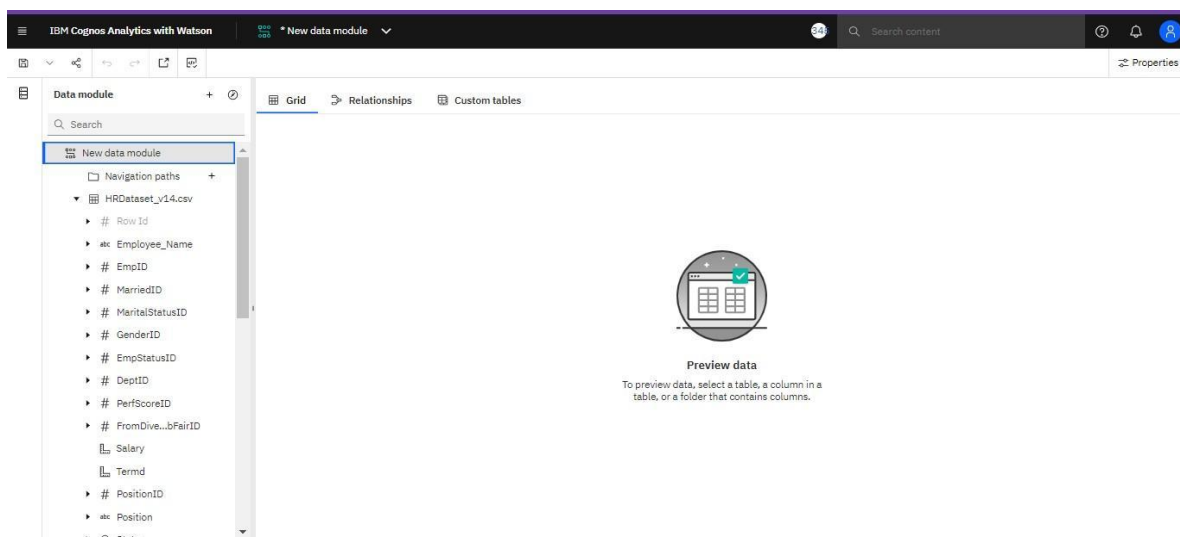 IBM Cognos Analytics with Watson
* New data module
Search content
Properties
Data module
Search
New data module
Navigation paths +
HRDataset_v14.csv
# Row Id
abc Employee_Name
# EmpID
# MarriedID
# MaritalStatusID
# GenderID
# EmpStatusID
# DeptID
# PerfScoreID
# FromDive...bFairID
Salary
Termd
# PositionID
abc Position
Grid
Relationships
Custom tables
Preview data
To preview data, select a table, a column in a
table, or a folder that contains columns.